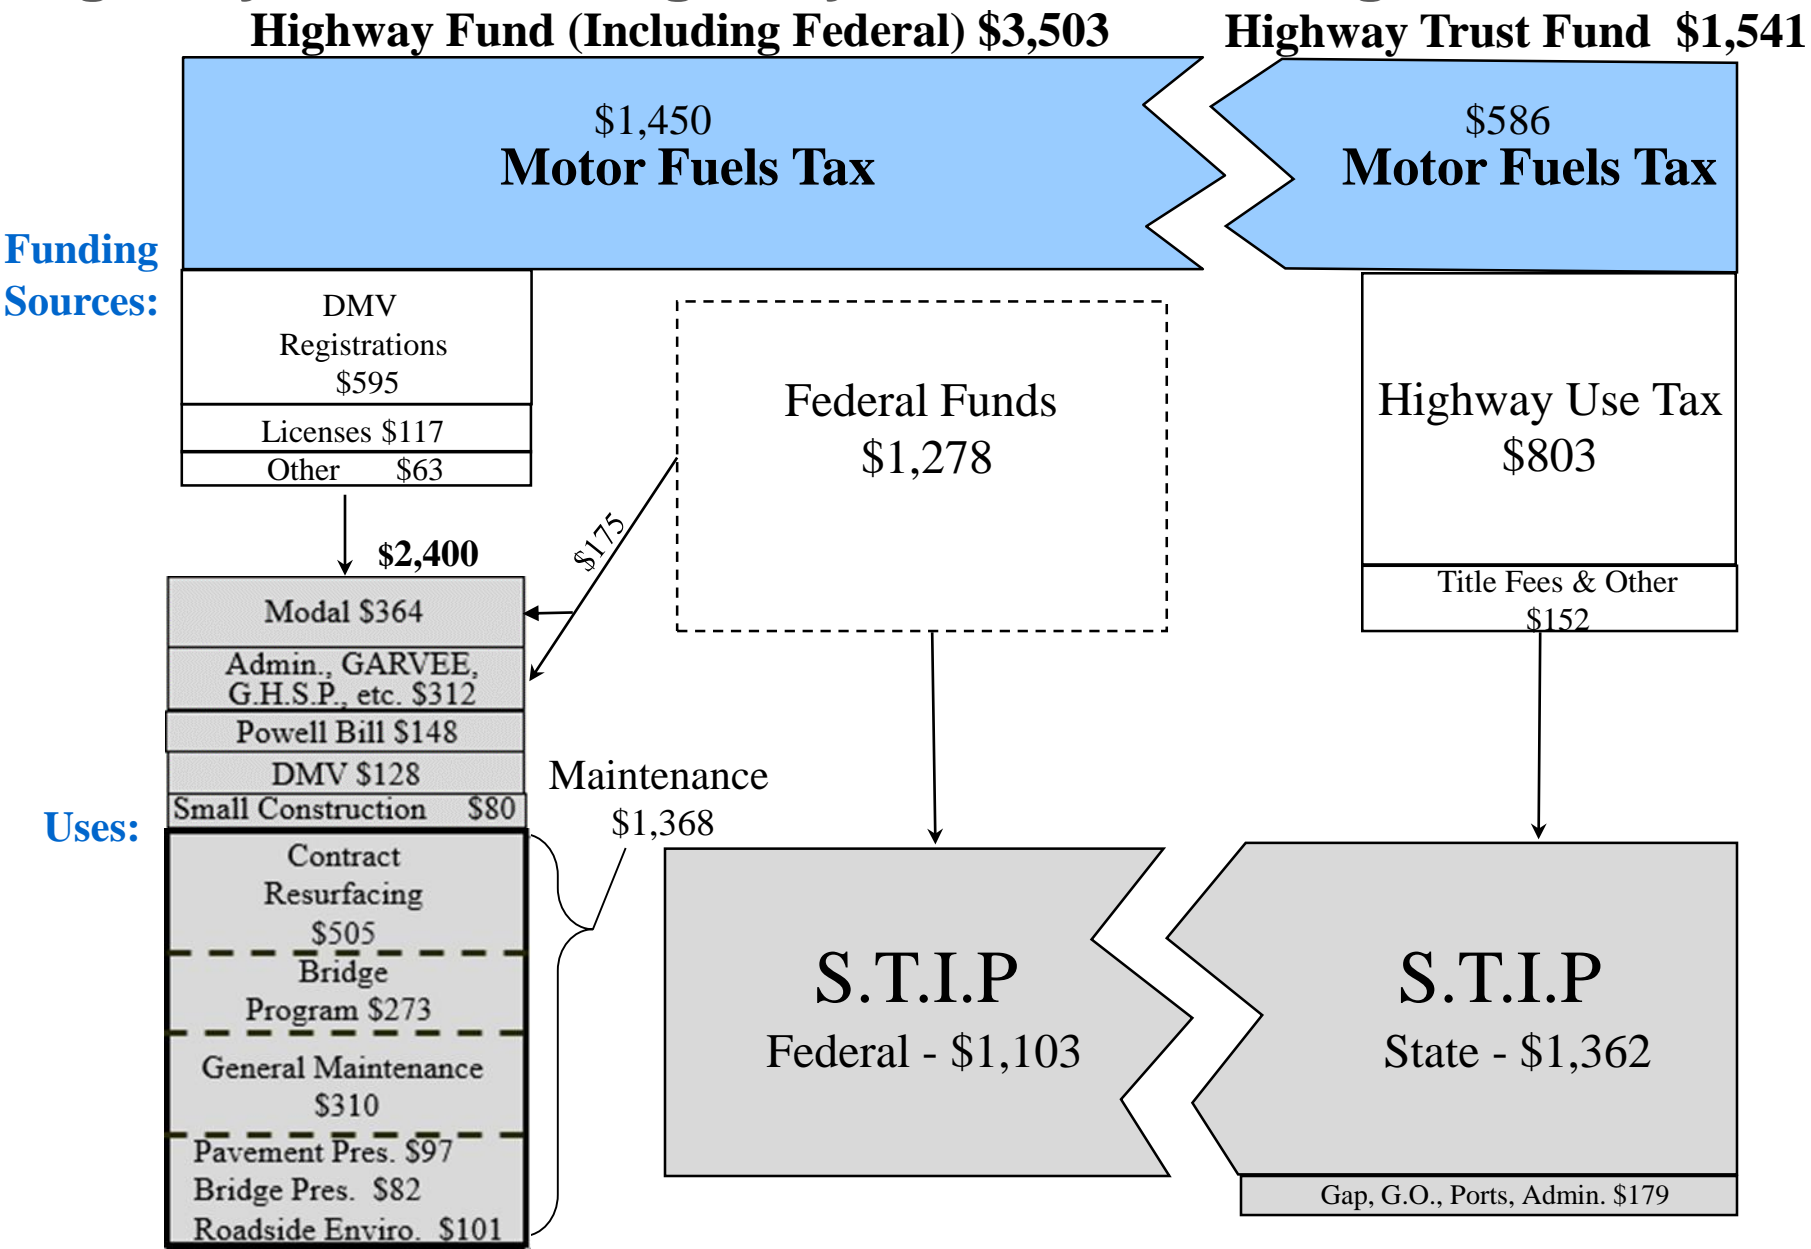 Highway Fund (Including Federal) $3,503
Highway Trust Fund $1,541
$1,450
Motor Fuels Tax
$586
Motor Fuels Tax
Funding
Sources:
DMV
Registrations
$595
Licenses $117
Other $63
Federal Funds
$1,278
Highway Use Tax
$803
Title Fees & Other
$152
$175
$2,400
Modal $364
Admin., GARVEE,
G.H.S.P., etc. $312
Powell Bill $148
DMV $128
Small Construction $80
Uses:
Maintenance
$1,368
Contract
Resurfacing
$505
Bridge
Program $273
General Maintenance
$310
Pavement Pres. $97
Bridge Pres. $82
Roadside Enviro. $101
S.T.I.P
Federal - $1,103
S.T.I.P
State - $1,362
Gap, G.O., Ports, Admin. $179